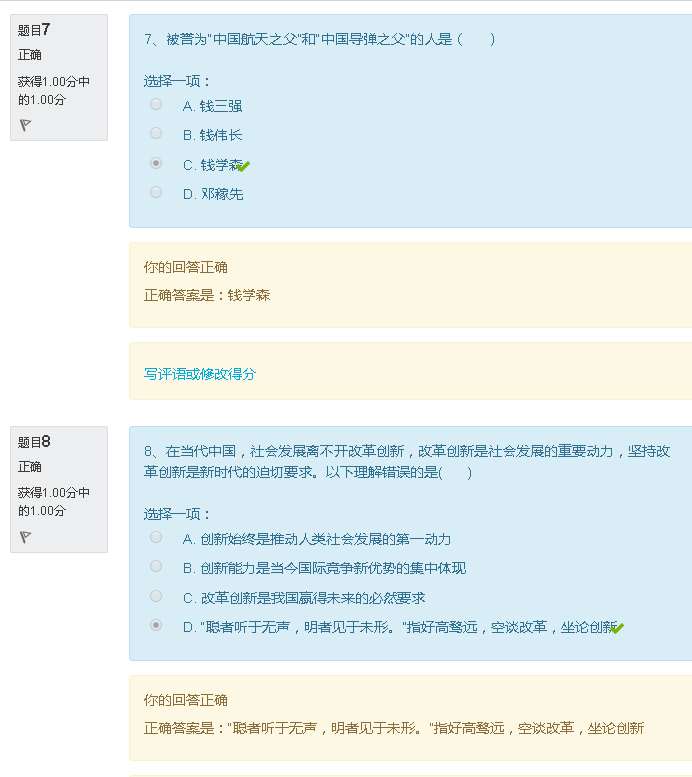 题目7
正确
获得1.00分中
的1.00分
7、被誉为"中国航天之父"和"中国导弹之父"的人是 (　　)
选择一项：
A. 钱三强
B. 钱伟长
C. 钱学森
D. 邓稼先
你的回答正确
正确答案是：钱学森
写评语或修改得分
题目8
正确
获得1.00分中
的1.00分
8、在当代中国，社会发展离不开改革创新，改革创新是社会发展的重要动力，坚持改
革创新是新时代的迫切要求。以下理解错误的是(　　)
选择一项：
A. 创新始终是推动人类社会发展的第一动力
B. 创新能力是当今国际竞争新优势的集中体现
C. 改革创新是我国赢得未来的必然要求
D. "聪者听于无声，明者见于未形。"指好高骛远，空谈改革，坐论创新
你的回答正确
正确答案是："聪者听于无声，明者见于未形。"指好高骛远，空谈改革，坐论创新